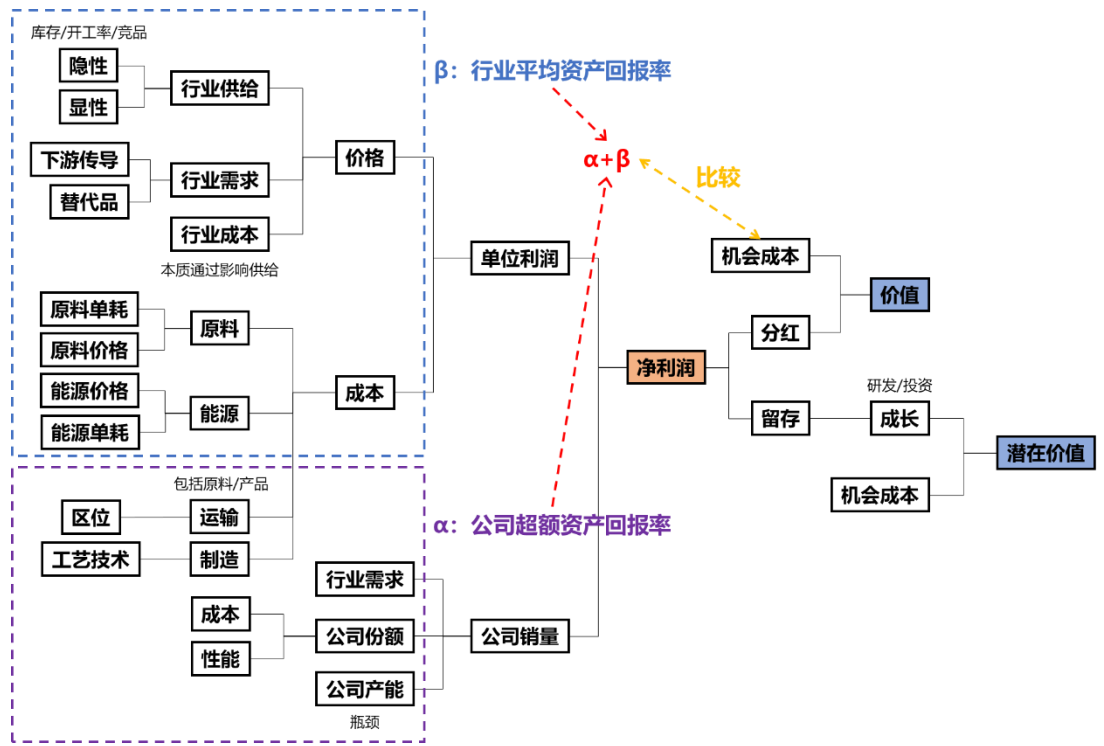 库存/开工率/竞品
隐性
显性
行业供给
下游传导
替代品
行业需求
行业成本
本质通过影响供给
价格
原料单耗
原料价格
原料
能源价格
能源单耗
能源
成本
单位利润
β：行业平均资产回报率
α+β
比较
机会成本
价值
分红
净利润
留存
研发/投资
成长
机会成本
潜在价值
包括原料/产品
区位
运输
工艺技术
制造
α：公司超额资产回报率
行业需求
成本
性能
公司份额
公司销量
公司产能
瓶颈